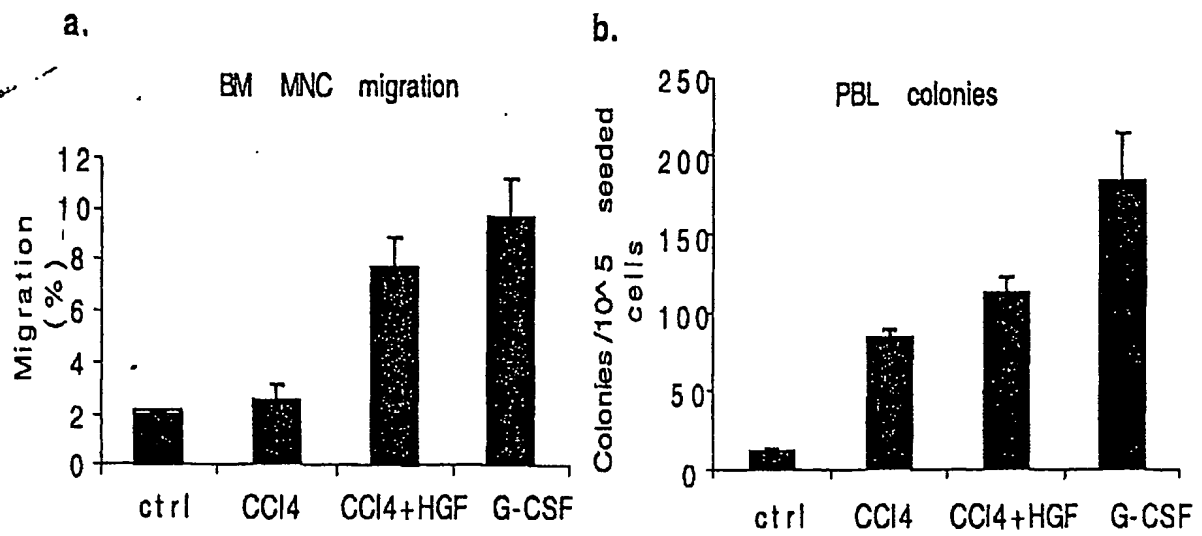 a.
BM MNC migration
Migration
(%)
12
10
8
6
4
2
0
ctrl CCl4 CCl4+HGF G-CSF
b.
PBL colonies
Colonies/10^5 seeded
cells
250
200
150
100
50
0
ctrl CCl4 CCl4+HGF G-CSF